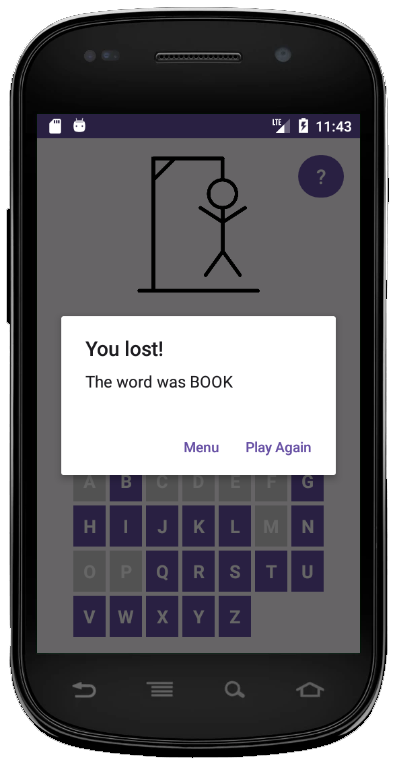 LTE 11:43
?
You lost!
The word was BOOK
Menu Play Again
A B C D E F G
H I J K L M N
O P Q R S T U
V W X Y Z